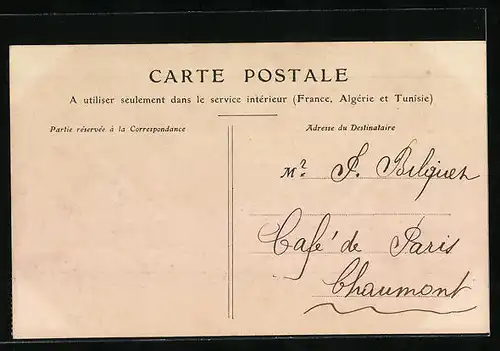 CARTE POSTALE
A utiliser seulement dans le service intérieur (France, Algérie et Tunisie)
Partie réservée à la Correspondance
Adresse du Destinataire
Mr F. Bilguez
Café de Paris
Chaumont